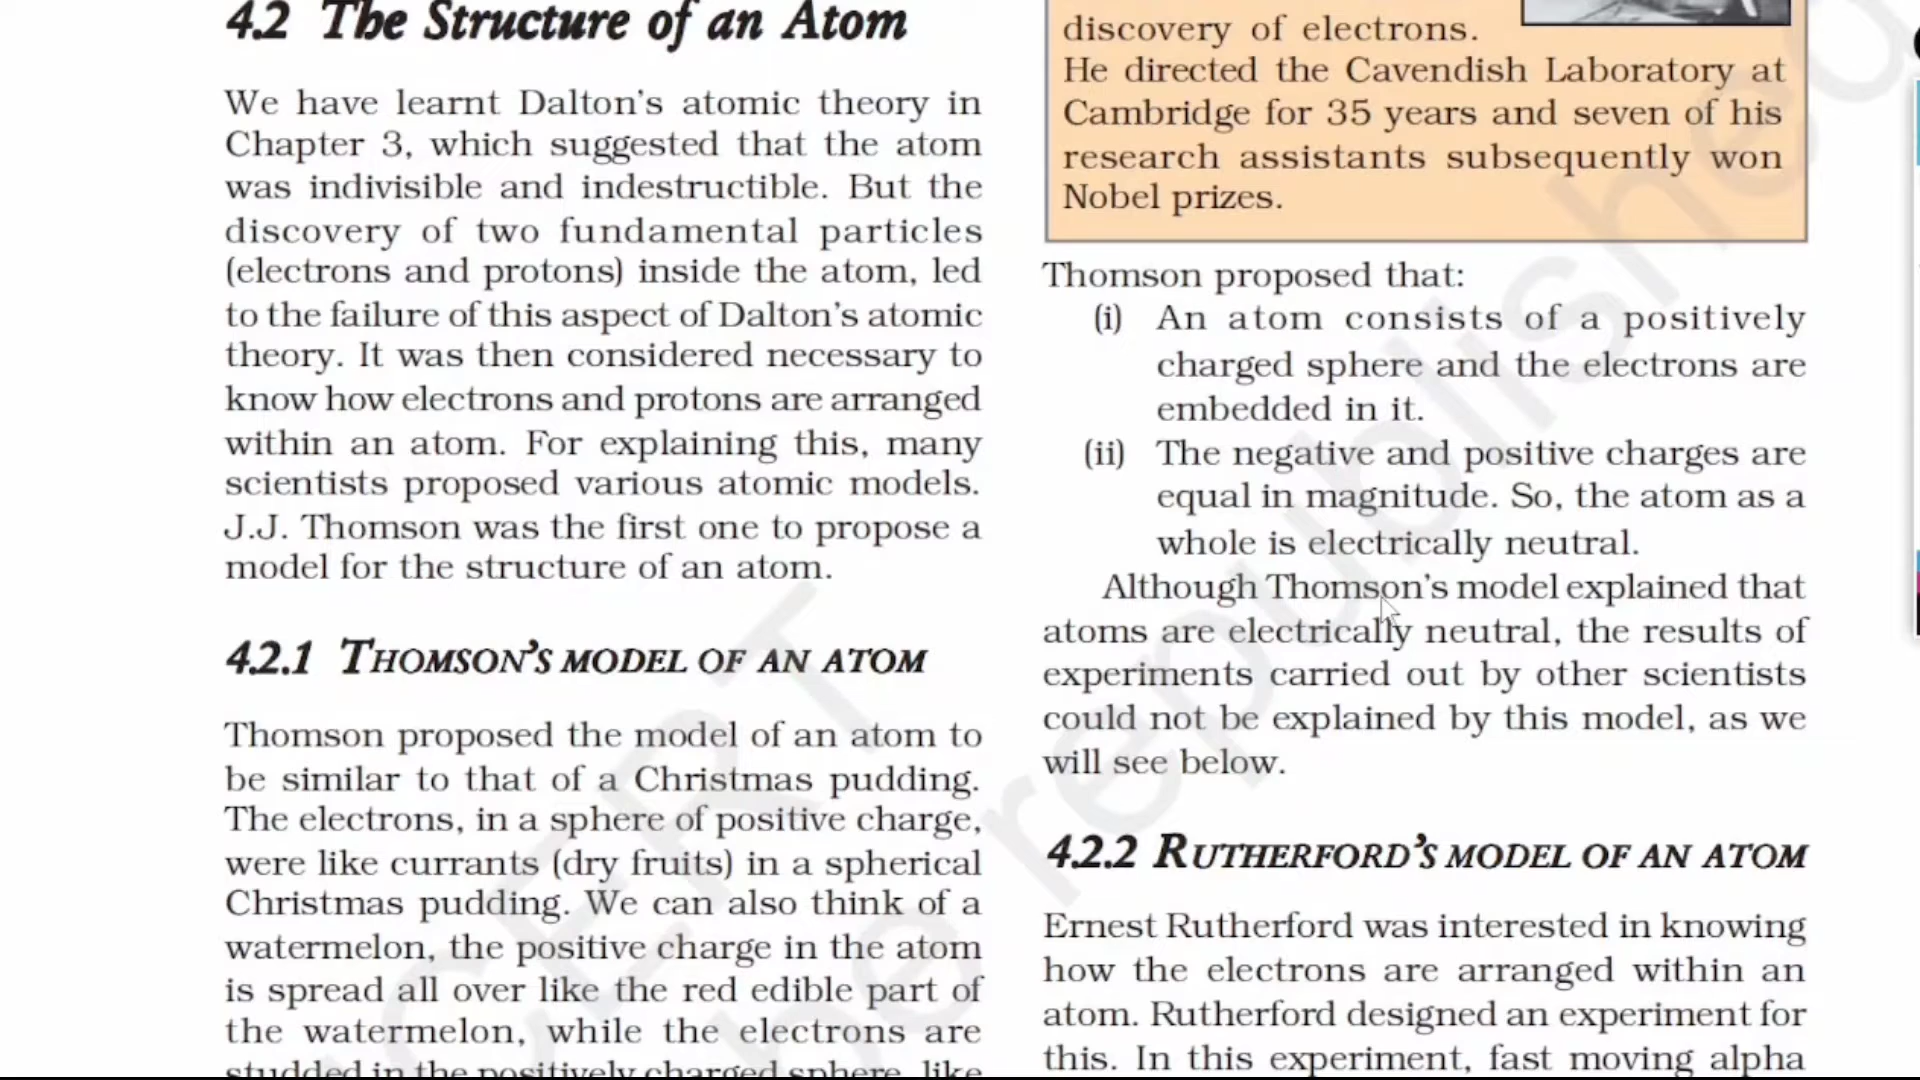 4.2 The Structure of an Atom
We have learnt Dalton's atomic theory in
Chapter 3, which suggested that the atom
was indivisible and indestructible. But the
discovery of two fundamental particles
(electrons and protons) inside the atom, led
to the failure of this aspect of Dalton's atomic
theory. It was then considered necessary to
know how electrons and protons are arranged
within an atom. For explaining this, many
scientists proposed various atomic models.
J.J. Thomson was the first one to propose a
model for the structure of an atom.
4.2.1 THOMSON'S MODEL OF AN ATOM
Thomson proposed the model of an atom to
be similar to that of a Christmas pudding.
The electrons, in a sphere of positive charge,
were like currants (dry fruits) in a spherical
Christmas pudding. We can also think of a
watermelon, the positive charge in the atom
is spread all over like the red edible part of
the watermelon, while the electrons are
studded in the positively charged sphere, like
discovery of electrons.
He directed the Cavendish Laboratory at
Cambridge for 35 years and seven of his
research assistants subsequently won
Nobel prizes.
Thomson proposed that:
(i) An atom consists of a positively
charged sphere and the electrons are
embedded in it.
(ii) The negative and positive charges are
equal in magnitude. So, the atom as a
whole is electrically neutral.
Although Thomson's model explained that
atoms are electrically neutral, the results of
experiments carried out by other scientists
could not be explained by this model, as we
will see below.
4.2.2 RUTHERFORD'S MODEL OF AN ATOM
Ernest Rutherford was interested in knowing
how the electrons are arranged within an
atom. Rutherford designed an experiment for
this. In this experiment, fast moving alpha
CERT
be republished